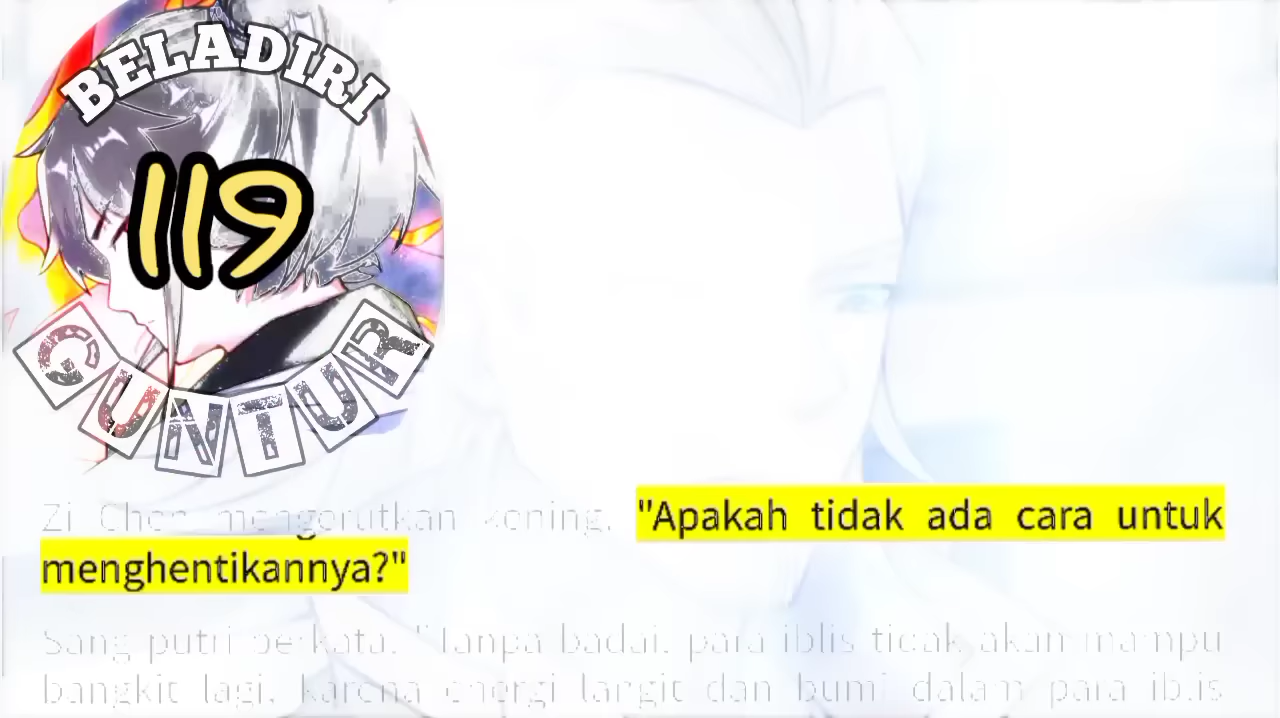 BELADIRI
119
GUNTUR
Zi Chen mengerutkan kening. "Apakah tidak ada cara untuk
menghentikannya?"
Sang putri berkata. "Tanpa badai, para iblis tidak akan mampu
bangkit lagi, karena energi langit dan bumi dalam para iblis